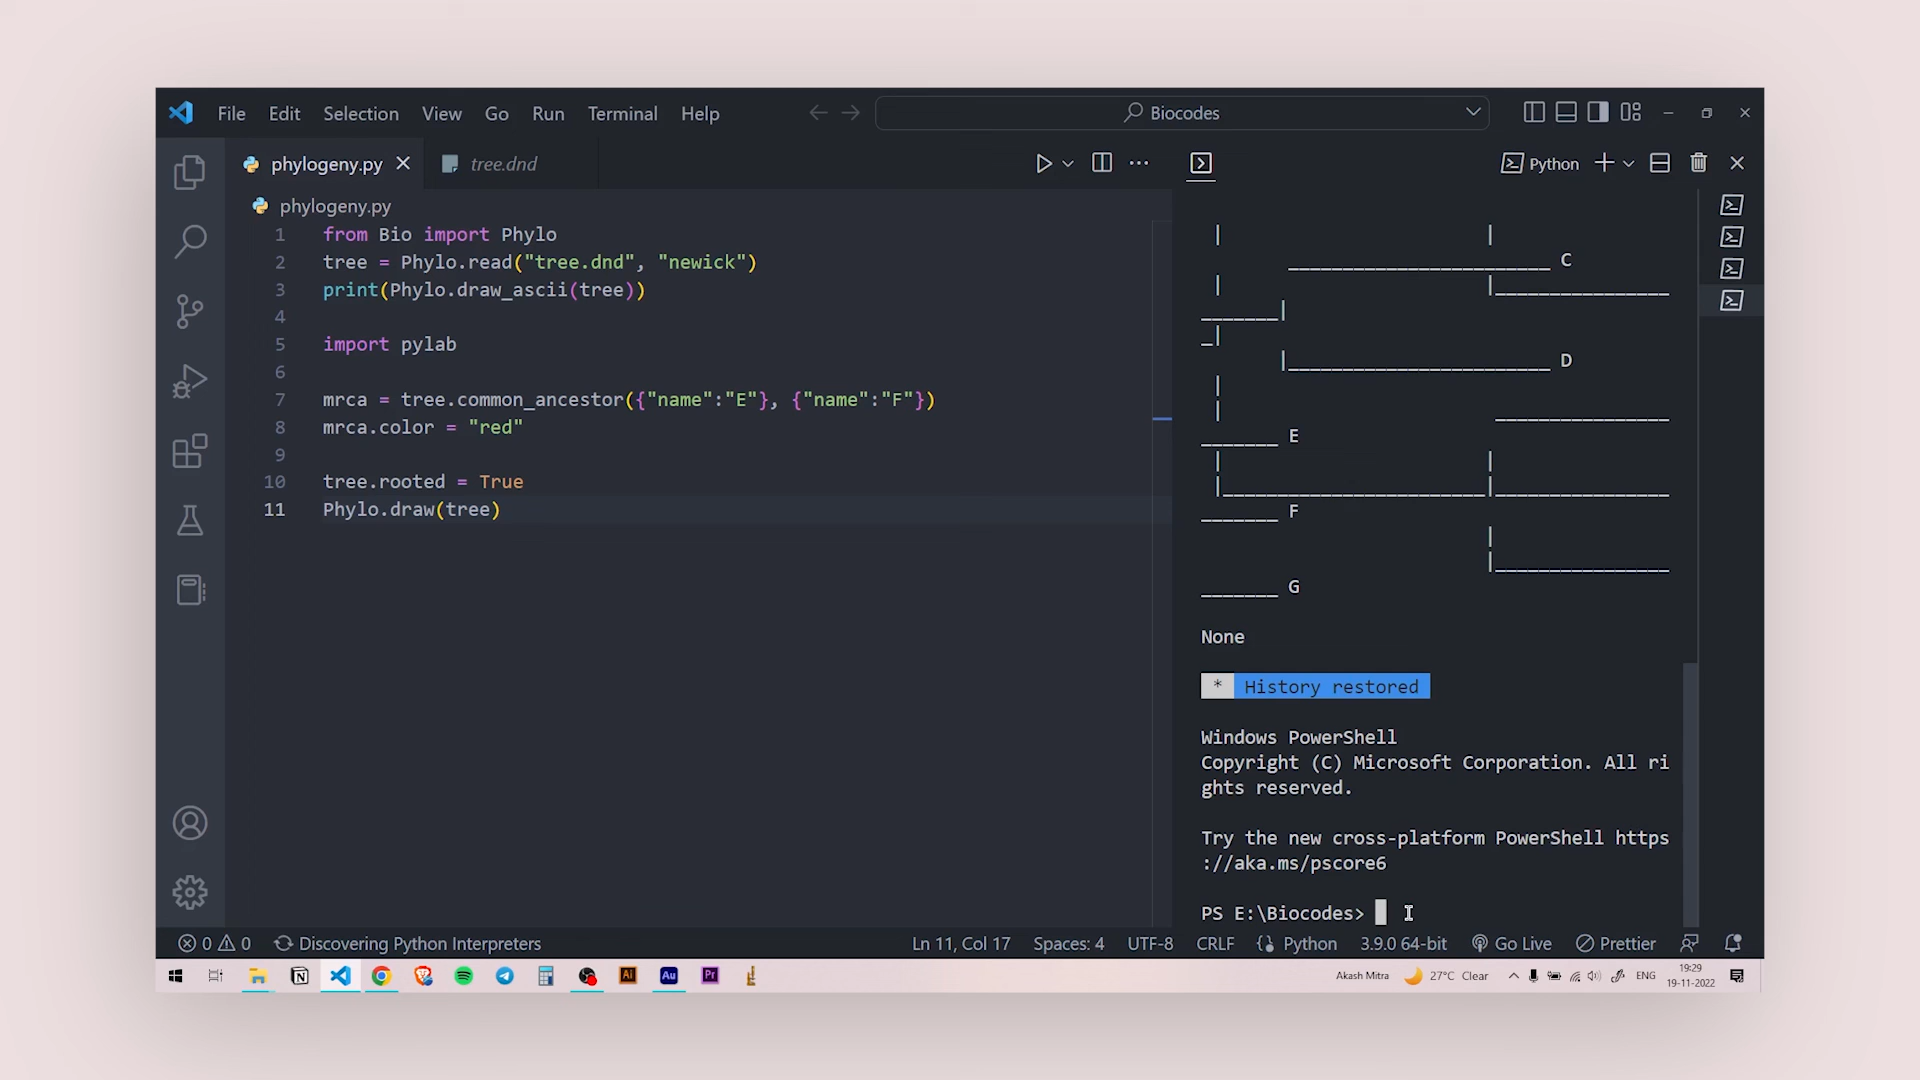 File Edit Selection View Go Run Terminal Help
Biocodes
phylogeny.py
tree.dnd
Python
phylogeny.py
1 from Bio import Phylo
2 tree = Phylo.read("tree.dnd", "newick")
3 print(Phylo.draw_ascii(tree))
4
5 import pylab
6
7 mrca = tree.common_ancestor({"name":"E"}, {"name":"F"})
8 mrca.color = "red"
9
10 tree.rooted = True
11 Phylo.draw(tree)
C
D
E
F
G
None
* History restored
Windows PowerShell
Copyright (C) Microsoft Corporation. All ri
ghts reserved.
Try the new cross-platform PowerShell https
://aka.ms/pscore6
PS E:\Biocodes>
0 0 Discovering Python Interpreters Ln 11, Col 17 Spaces: 4 UTF-8 CRLF Python 3.9.0 64-bit Go Live Prettier
Ai Au Pr Akash Mitra 27°C Clear ENG 19:29
19-11-2022